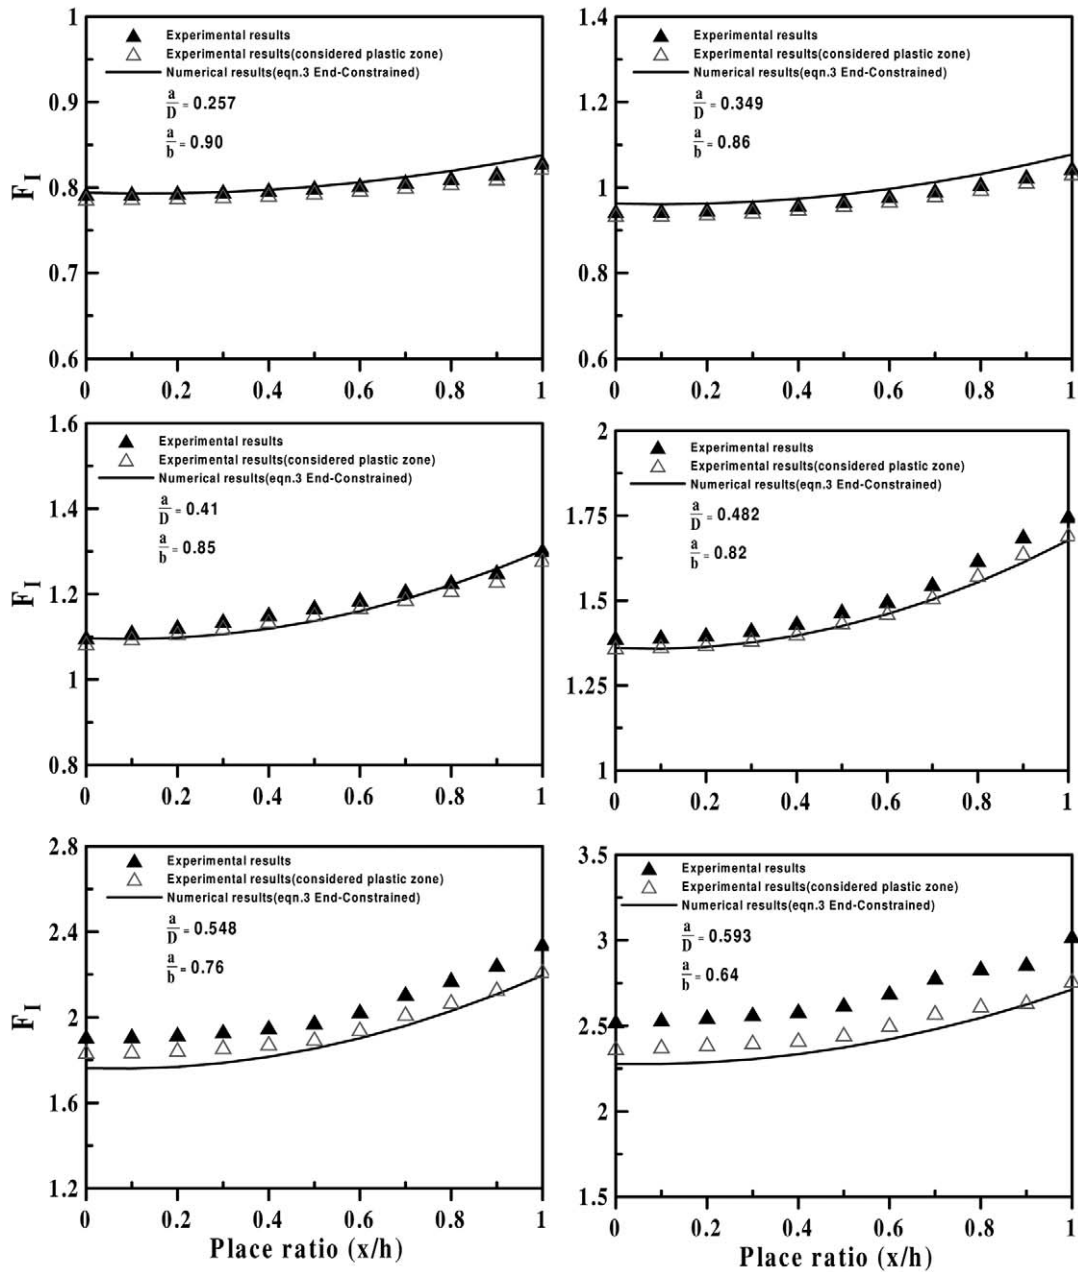 1
0.9
0.8
0.7
0.6
F_I
Experimental results
Experimental results(considered plastic zone)
Numerical results(eqn.3 End-Constrained)
a/D = 0.257
a/b = 0.90
0 0.2 0.4 0.6 0.8 1
1.4
1.2
1
0.8
0.6
Experimental results
Experimental results(considered plastic zone)
Numerical results(eqn.3 End-Constrained)
a/D = 0.349
a/b = 0.86
0 0.2 0.4 0.6 0.8 1
1.6
1.4
1.2
1
0.8
F_I
Experimental results
Experimental results(considered plastic zone)
Numerical results(eqn.3 End-Constrained)
a/D = 0.41
a/b = 0.85
0 0.2 0.4 0.6 0.8 1
2
1.75
1.5
1.25
1
Experimental results
Experimental results(considered plastic zone)
Numerical results(eqn.3 End-Constrained)
a/D = 0.482
a/b = 0.82
0 0.2 0.4 0.6 0.8 1
2.8
2.4
2
1.6
1.2
F_I
Experimental results
Experimental results(considered plastic zone)
Numerical results(eqn.3 End-Constrained)
a/D = 0.548
a/b = 0.76
0 0.2 0.4 0.6 0.8 1
Place ratio (x/h)
3.5
3
2.5
2
1.5
Experimental results
Experimental results(considered plastic zone)
Numerical results(eqn.3 End-Constrained)
a/D = 0.593
a/b = 0.64
0 0.2 0.4 0.6 0.8 1
Place ratio (x/h)